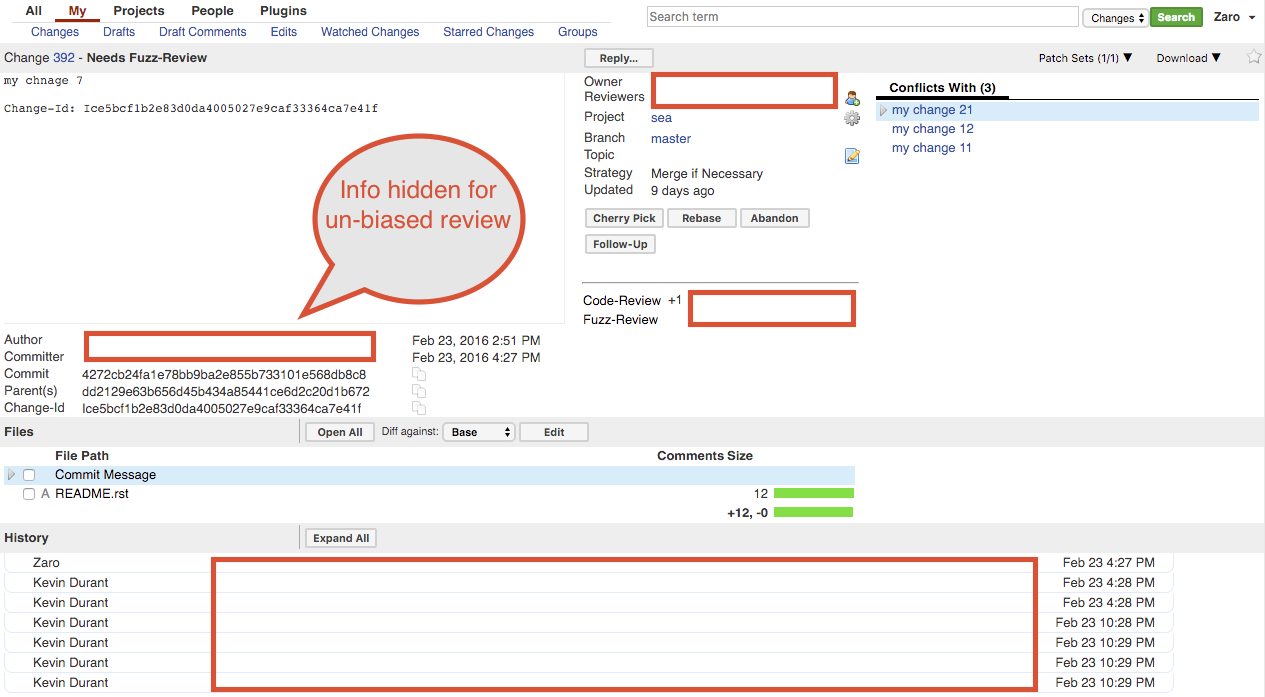 All My Projects People Plugins
Changes Drafts Draft Comments Edits Watched Changes Starred Changes Groups
Search term
Changes Search Zaro
Change 392 - Needs Fuzz-Review
Reply...
Patch Sets (1/1) ▼ Download ▼
my chnage 7
Change-Id: Ice5bcf1b2e83d0da4005027e9caf33364ca7e41f
Info hidden for
un-biased review
Owner
Reviewers
Project sea
Branch master
Topic
Strategy Merge if Necessary
Updated 9 days ago
Cherry Pick Rebase Abandon
Follow-Up
Code-Review +1
Fuzz-Review
Conflicts With (3)
my change 21
my change 12
my change 11
Author Feb 23, 2016 2:51 PM
Committer Feb 23, 2016 4:27 PM
Commit 4272cb24fa1e78bb9ba2e855b733101e568db8c8
Parent(s) dd2129e63b656d45b434a85441ce6d2c20d1b672
Change-Id Ice5bcf1b2e83d0da4005027e9caf33364ca7e41f
Files Open All Diff against: Base Edit
File Path Comments Size
Commit Message
A README.rst 12
+12, -0
History Expand All
Zaro Feb 23 4:27 PM
Kevin Durant Feb 23 4:28 PM
Kevin Durant Feb 23 4:28 PM
Kevin Durant Feb 23 10:28 PM
Kevin Durant Feb 23 10:29 PM
Kevin Durant Feb 23 10:29 PM
Kevin Durant Feb 23 10:29 PM